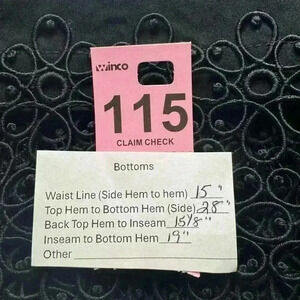 winco
115
CLAIM CHECK
Bottoms
Waist Line (Side Hem to hem) 15"
Top Hem to Bottom Hem (Side) 28"
Back Top Hem to Inseam 15 1/8"
Inseam to Bottom Hem 19"
Other